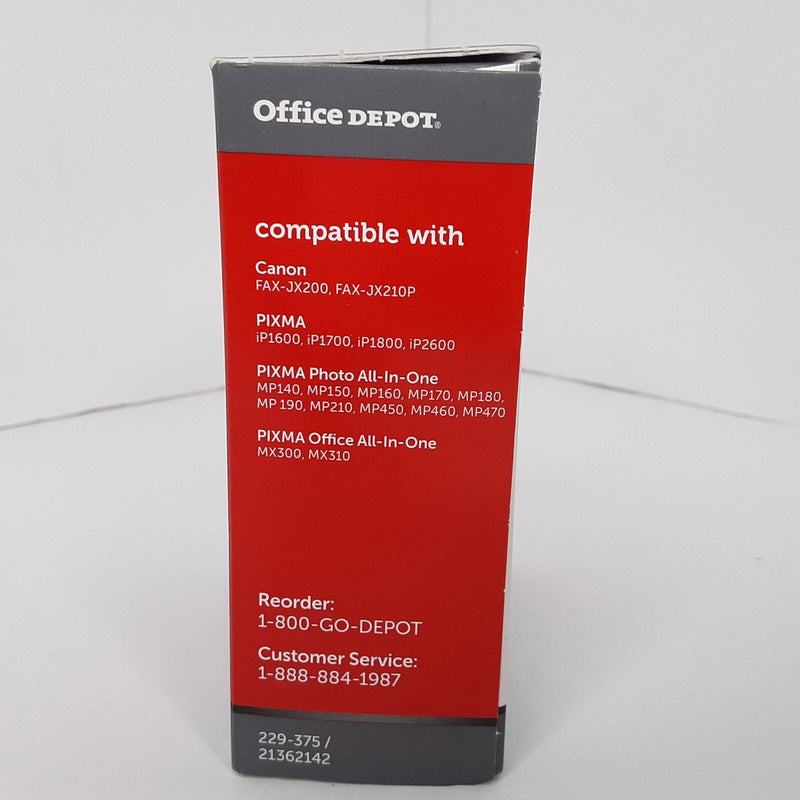 Office DEPOT®
compatible with
Canon
FAX-JX200, FAX-JX210P
PIXMA
iP1600, iP1700, iP1800, iP2600
PIXMA Photo All-In-One
MP140, MP150, MP160, MP170, MP180,
MP 190, MP210, MP450, MP460, MP470
PIXMA Office All-In-One
MX300, MX310
Reorder:
1-800-GO-DEPOT
Customer Service:
1-888-884-1987
229-375 /
21362142